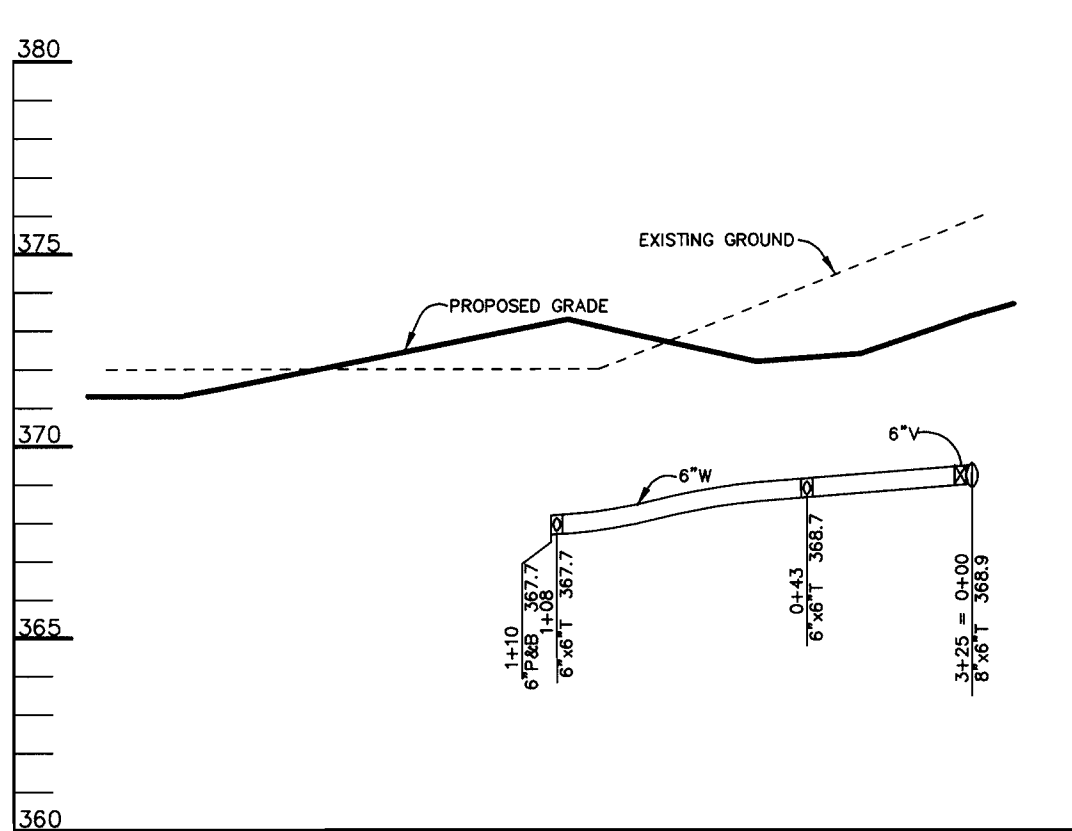 380
375
EXISTING GROUND
PROPOSED GRADE
370
6"V
6"W
365
1+10
6"P&B 367.7
1+08
6"x6"T 367.7
0+43
6"x6"T 368.7
3+25 = 0+00
8"x6"T 368.9
360